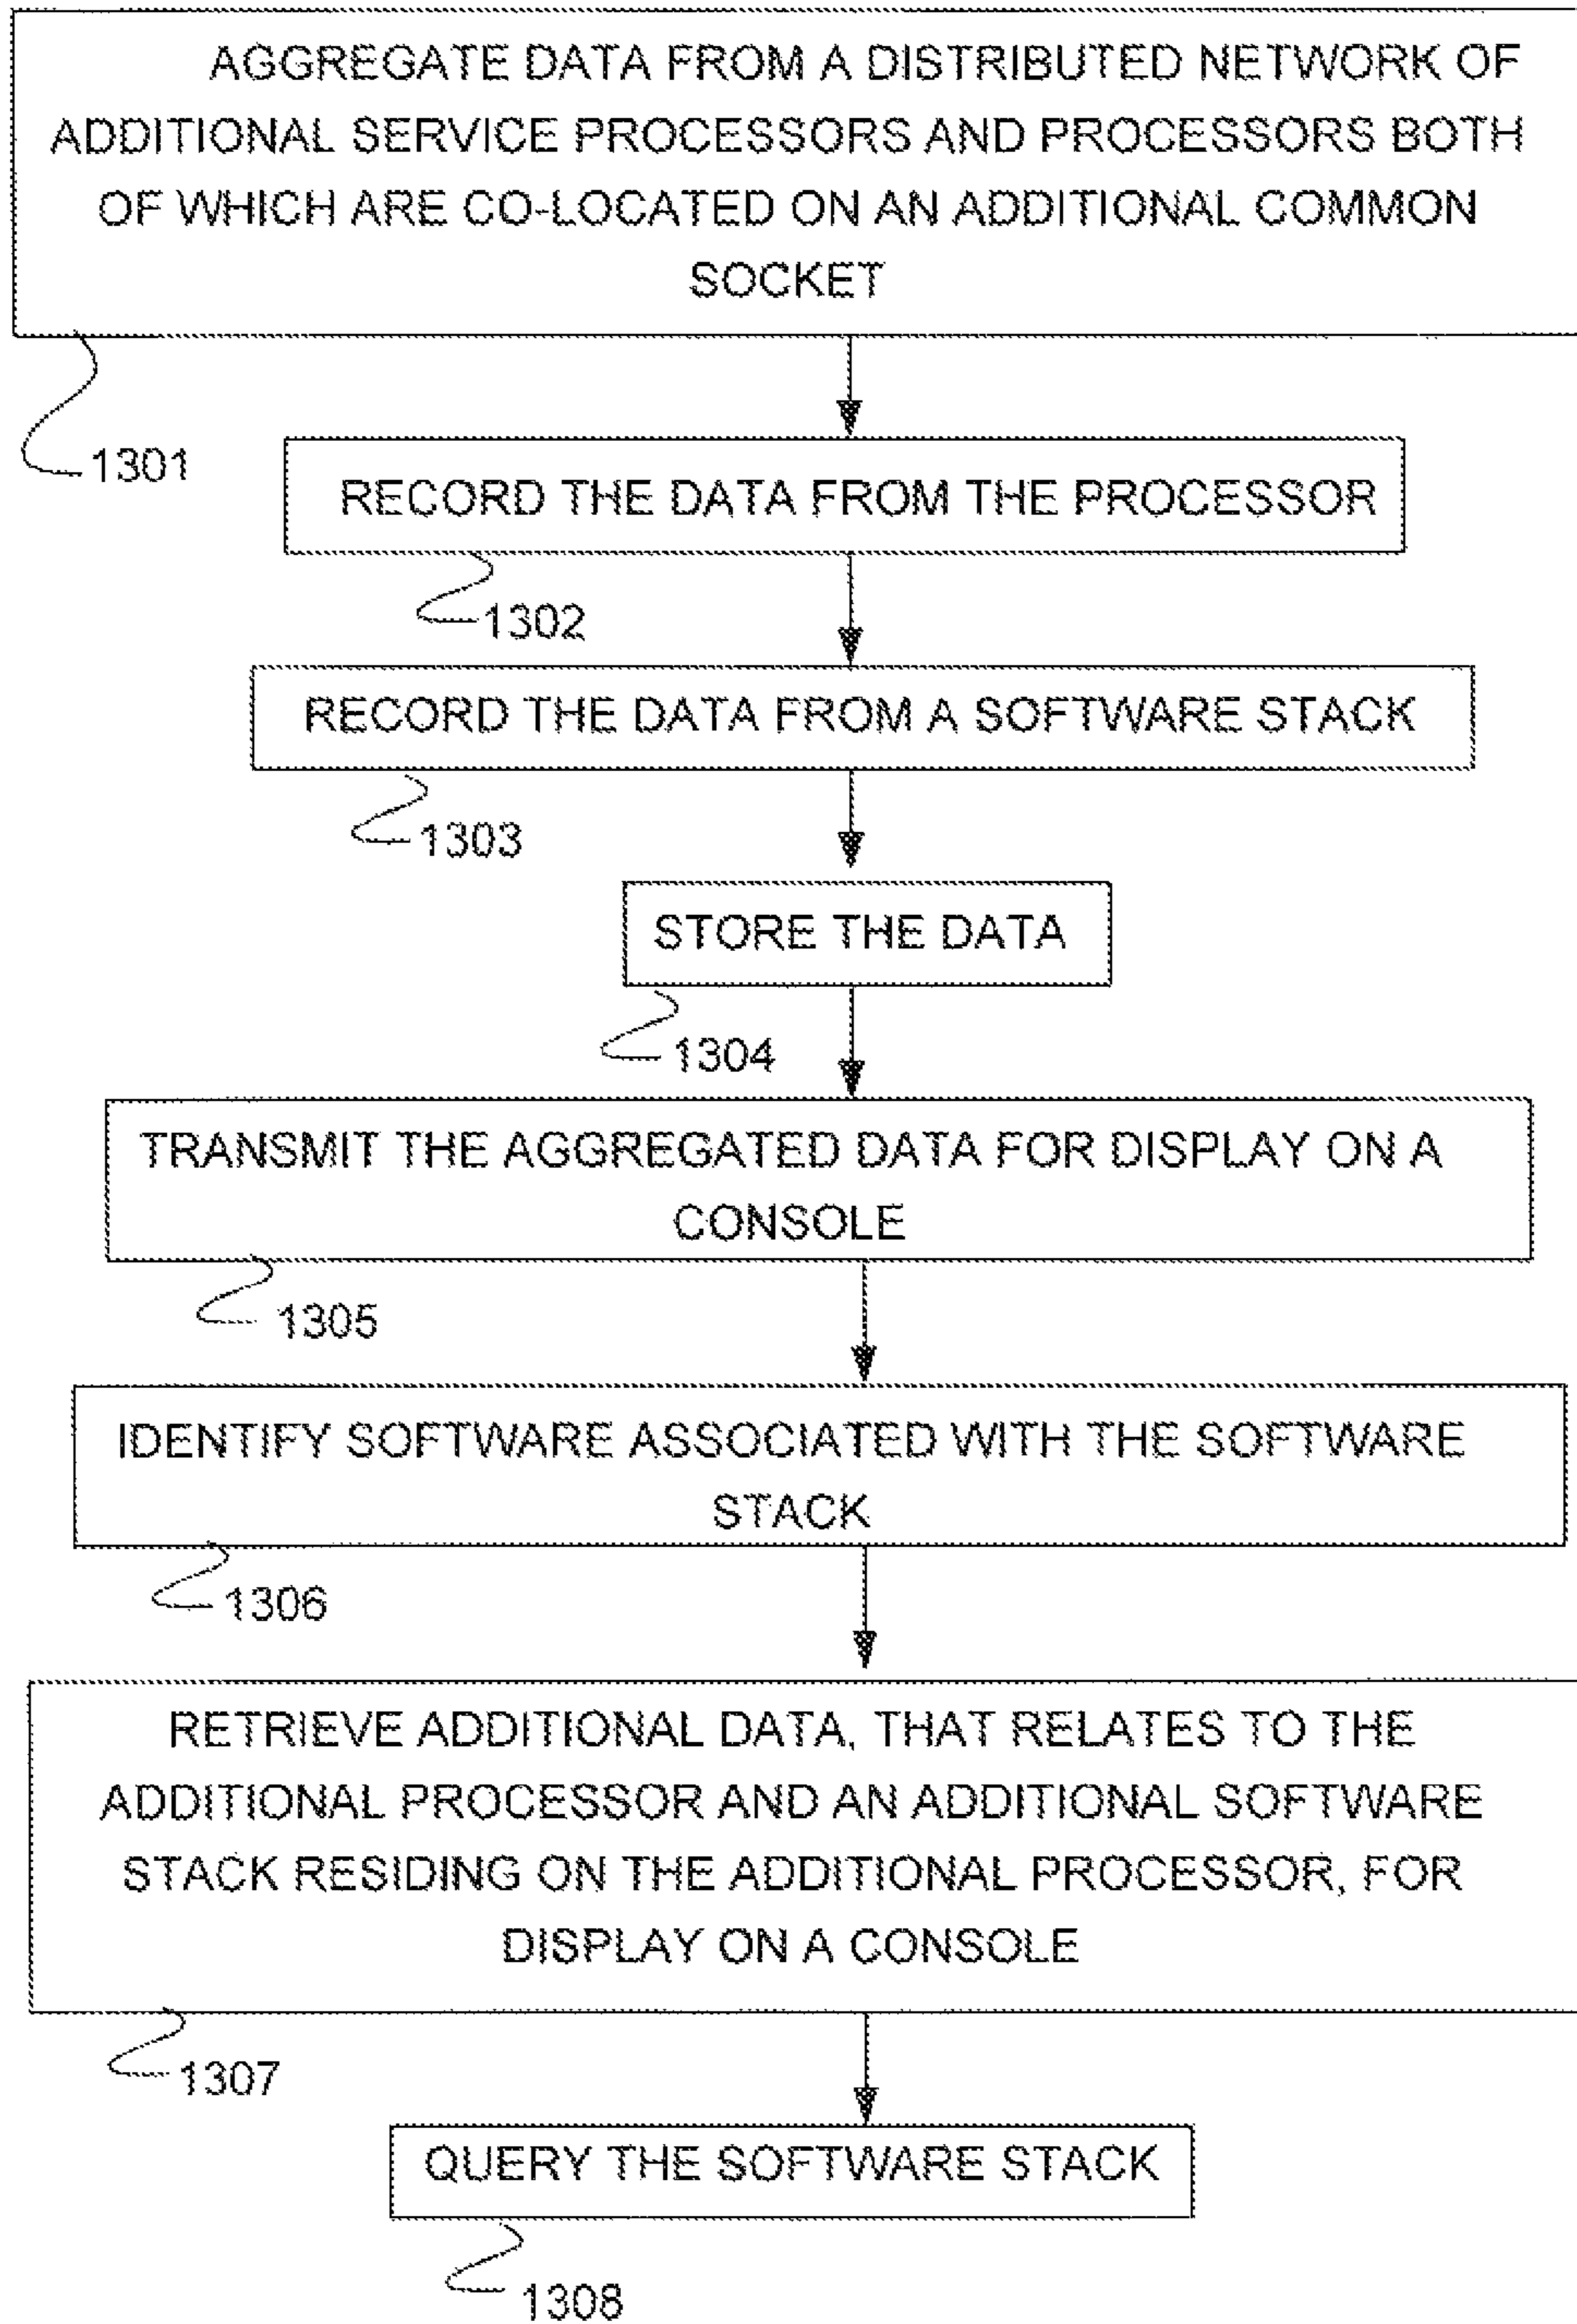 AGGREGATE DATA FROM A DISTRIBUTED NETWORK OF
ADDITIONAL SERVICE PROCESSORS AND PROCESSORS BOTH
OF WHICH ARE CO-LOCATED ON AN ADDITIONAL COMMON
SOCKET
1301
RECORD THE DATA FROM THE PROCESSOR
1302
RECORD THE DATA FROM A SOFTWARE STACK
1303
STORE THE DATA
1304
TRANSMIT THE AGGREGATED DATA FOR DISPLAY ON A
CONSOLE
1305
IDENTIFY SOFTWARE ASSOCIATED WITH THE SOFTWARE
STACK
1306
RETRIEVE ADDITIONAL DATA, THAT RELATES TO THE
ADDITIONAL PROCESSOR AND AN ADDITIONAL SOFTWARE
STACK RESIDING ON THE ADDITIONAL PROCESSOR, FOR
DISPLAY ON A CONSOLE
1307
QUERY THE SOFTWARE STACK
1308